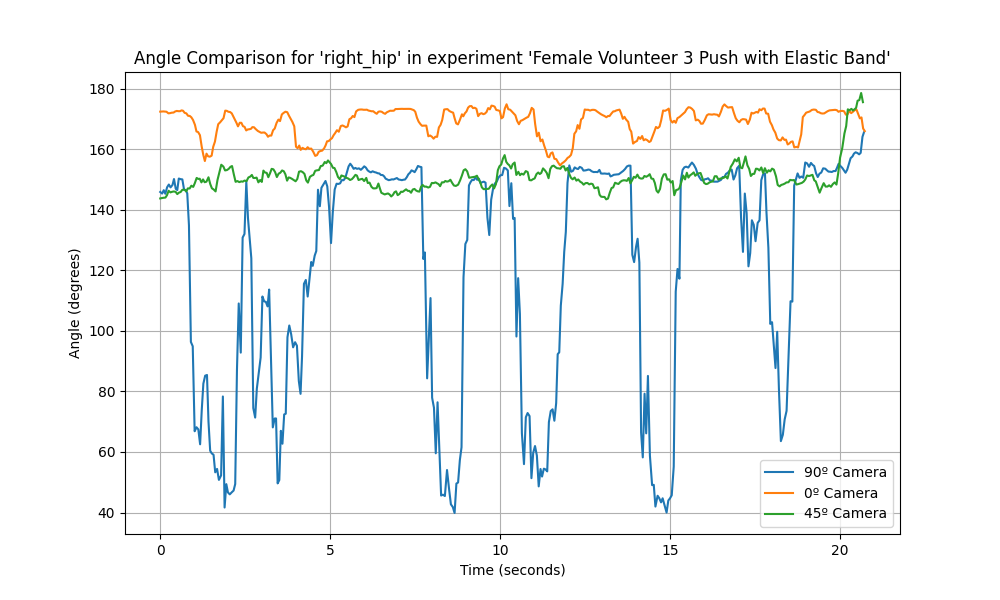 Angle Comparison for 'right_hip' in experiment 'Female Volunteer 3 Push with Elastic Band'
180
160
140
120
100
80
60
40
Angle (degrees)
0 5 10 15 20
Time (seconds)
90º Camera
0º Camera
45º Camera